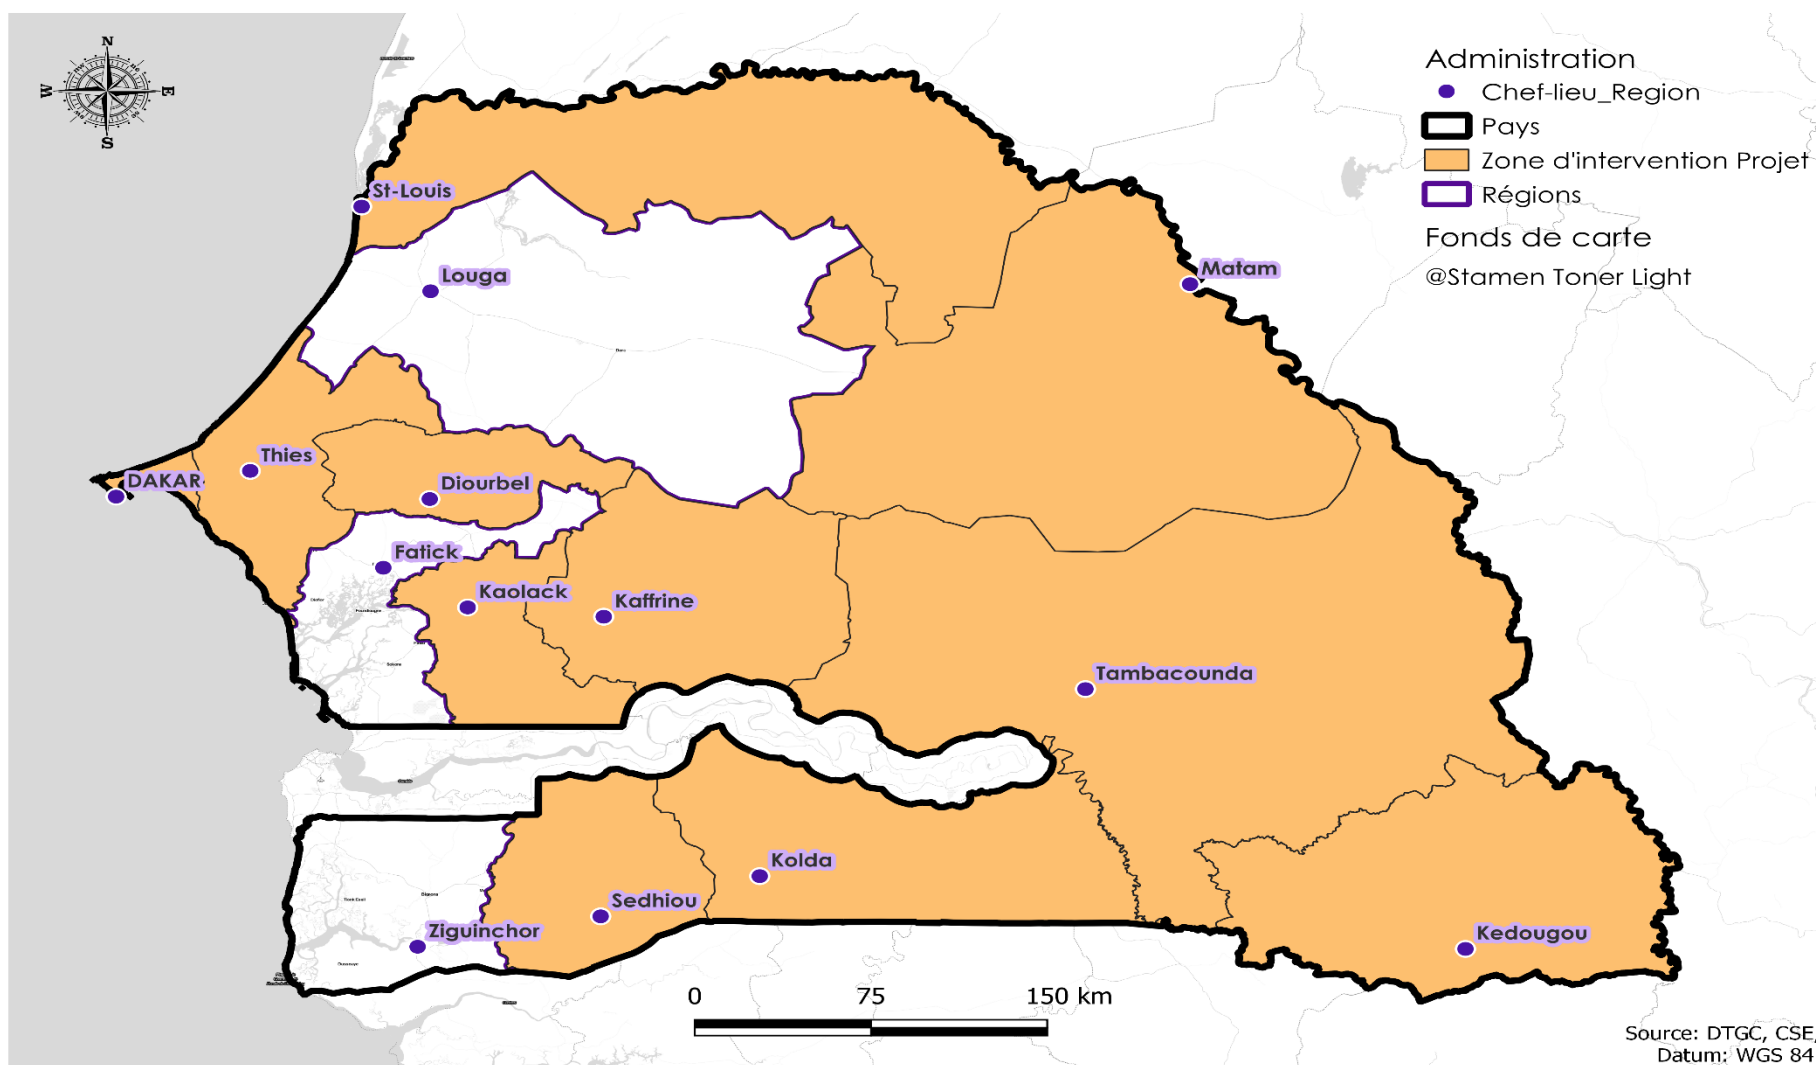 N
W
E
S
Administration
Chef-lieu_Region
Pays
Zone d'intervention Projet
Régions
Fonds de carte
@Stamen Toner Light
St-Louis
Louga
Matam
Thies
DAKAR
Diourbel
Fatick
Kaolack
Kaffrine
Tambacounda
Kolda
Sedhiou
Ziguinchor
Kedougou
0 75 150 km
Source: DTGC, CSE,
Datum: WGS 84